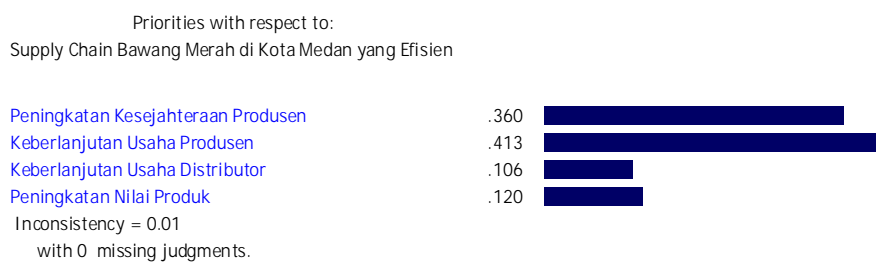 Priorities with respect to:
Supply Chain Bawang Merah di Kota Medan yang Efisien
Peningkatan Kesejahteraan Produsen .360
Keberlanjutan Usaha Produsen .413
Keberlanjutan Usaha Distributor .106
Peningkatan Nilai Produk .120
Inconsistency = 0.01
with 0 missing judgments.